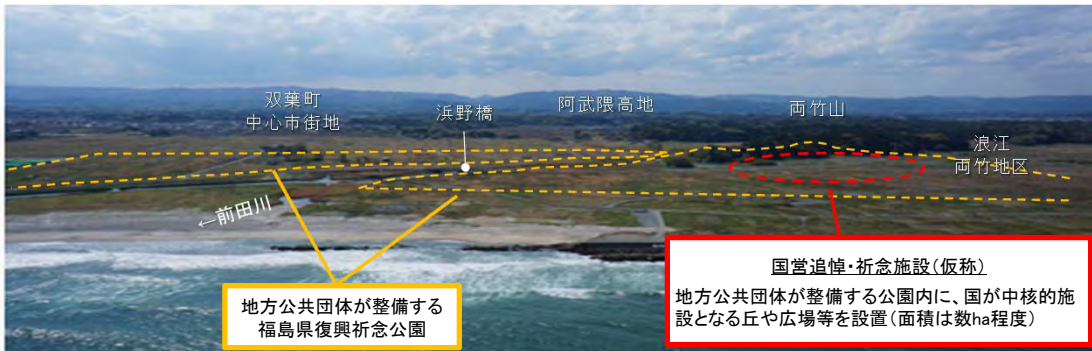 双葉町
中心市街地
浜野橋
阿武隈高地
両竹山
浪江
両竹地区
←前田川
地方公共団体が整備する
福島県復興祈念公園
国営追悼・祈念施設(仮称)
地方公共団体が整備する公園内に、国が中核的施
設となる丘や広場等を設置(面積は数ha程度)